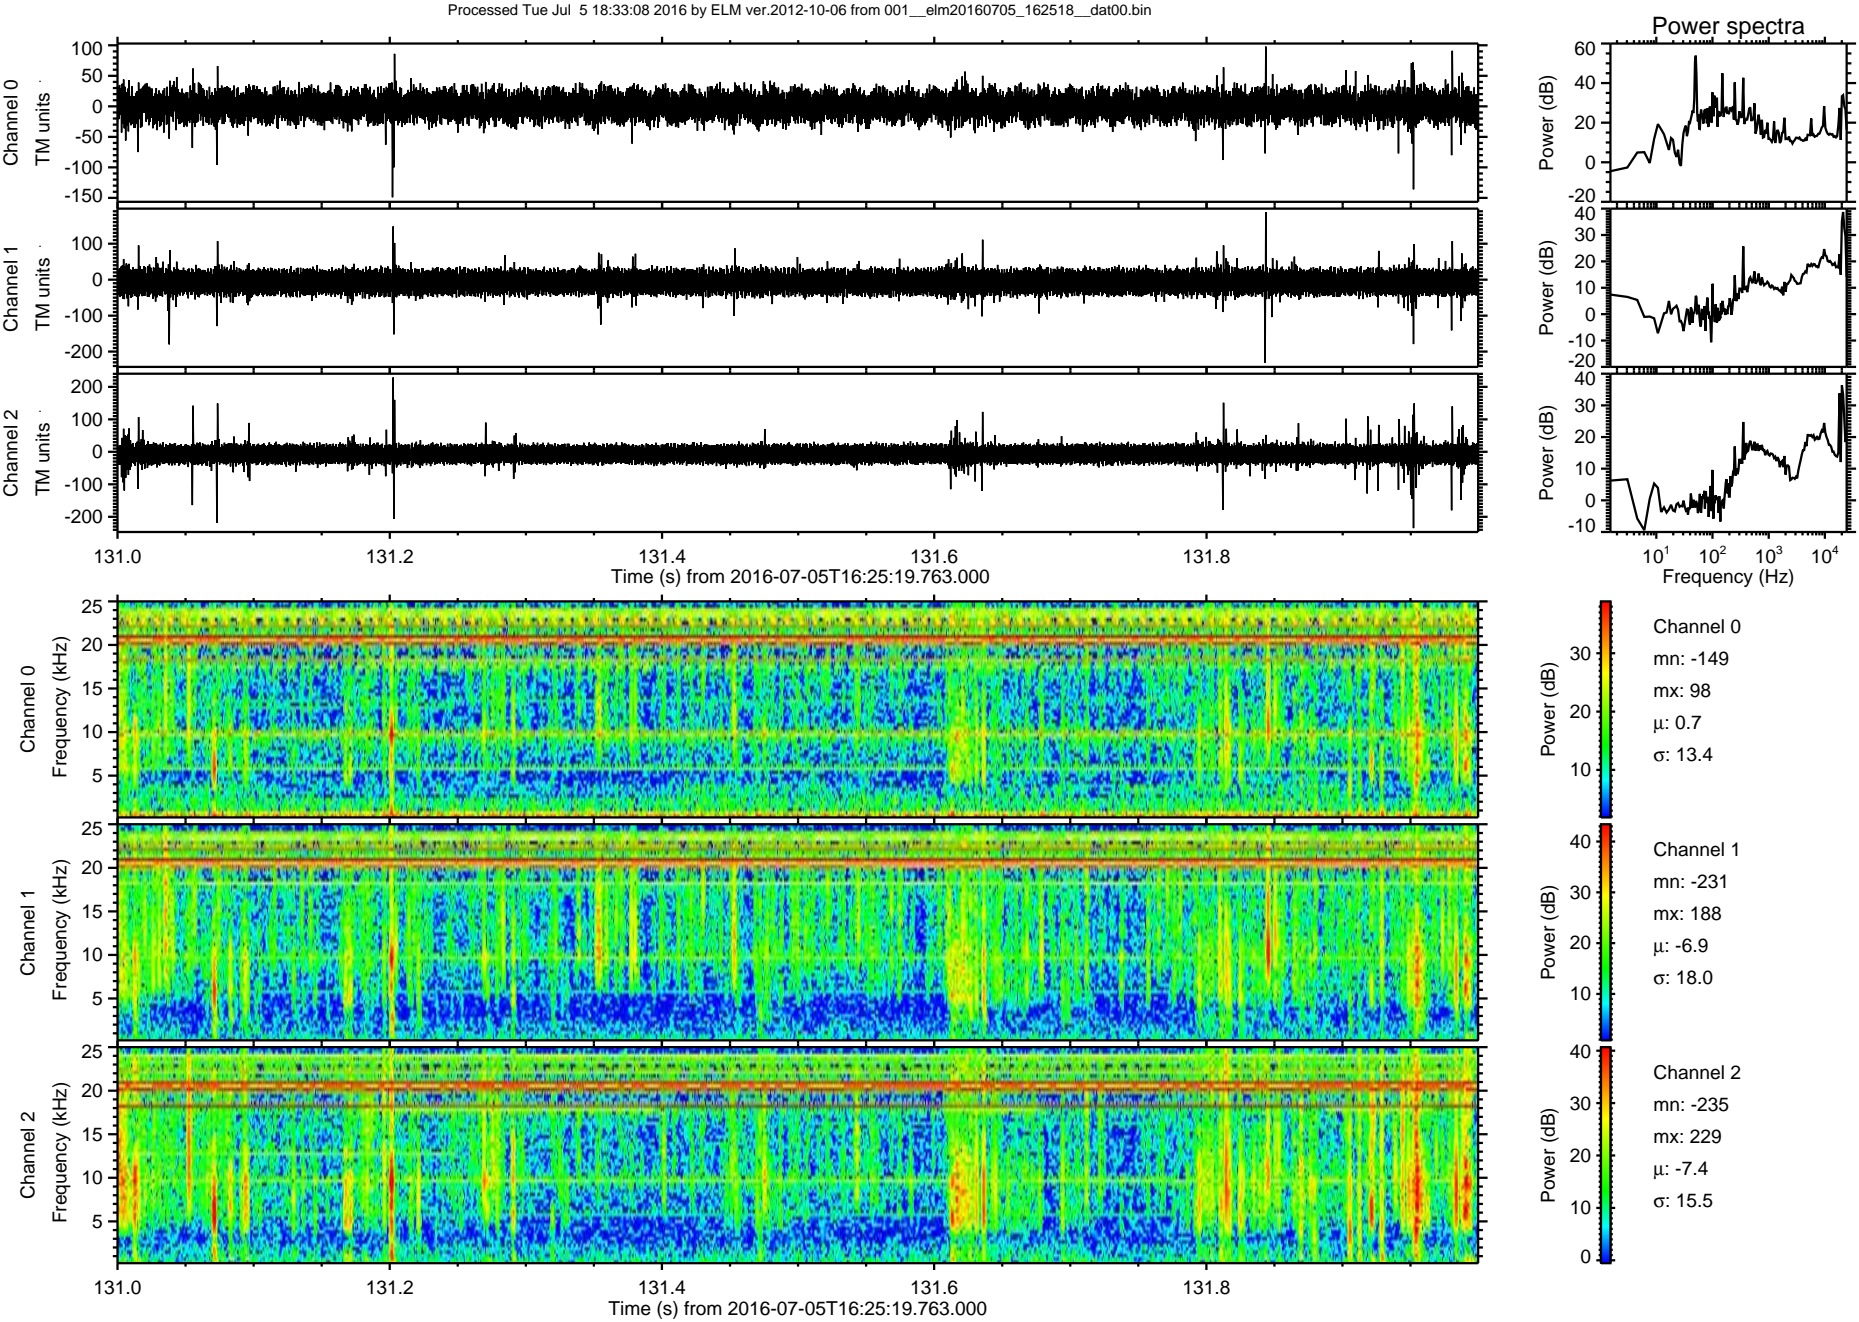 Processed Tue Jul  5 18:33:08 2016 by ELM ver.2012-10-06 from 001__elm20160705_162518__dat00.bin
Power spectra
Channel 0
TM units
100
50
0
-50
-100
-150
Power (dB)
60
40
20
0
-20
Channel 1
TM units
100
0
-100
-200
Power (dB)
40
30
20
10
0
-10
-20
Channel 2
TM units
200
100
0
-100
-200
Power (dB)
40
30
20
10
0
-10
131.0 131.2 131.4 131.6 131.8
Time (s) from 2016-07-05T16:25:19.763.000
10¹ 10² 10³ 10⁴
Frequency (Hz)
Channel 0
Frequency (kHz)
25
20
15
10
5
Power (dB)
30
20
10
Channel 0
mn: -149
mx: 98
μ: 0.7
σ: 13.4
Channel 1
Frequency (kHz)
25
20
15
10
5
Power (dB)
40
30
20
10
Channel 1
mn: -231
mx: 188
μ: -6.9
σ: 18.0
Channel 2
Frequency (kHz)
25
20
15
10
5
Power (dB)
40
30
20
10
0
Channel 2
mn: -235
mx: 229
μ: -7.4
σ: 15.5
131.0 131.2 131.4 131.6 131.8
Time (s) from 2016-07-05T16:25:19.763.000